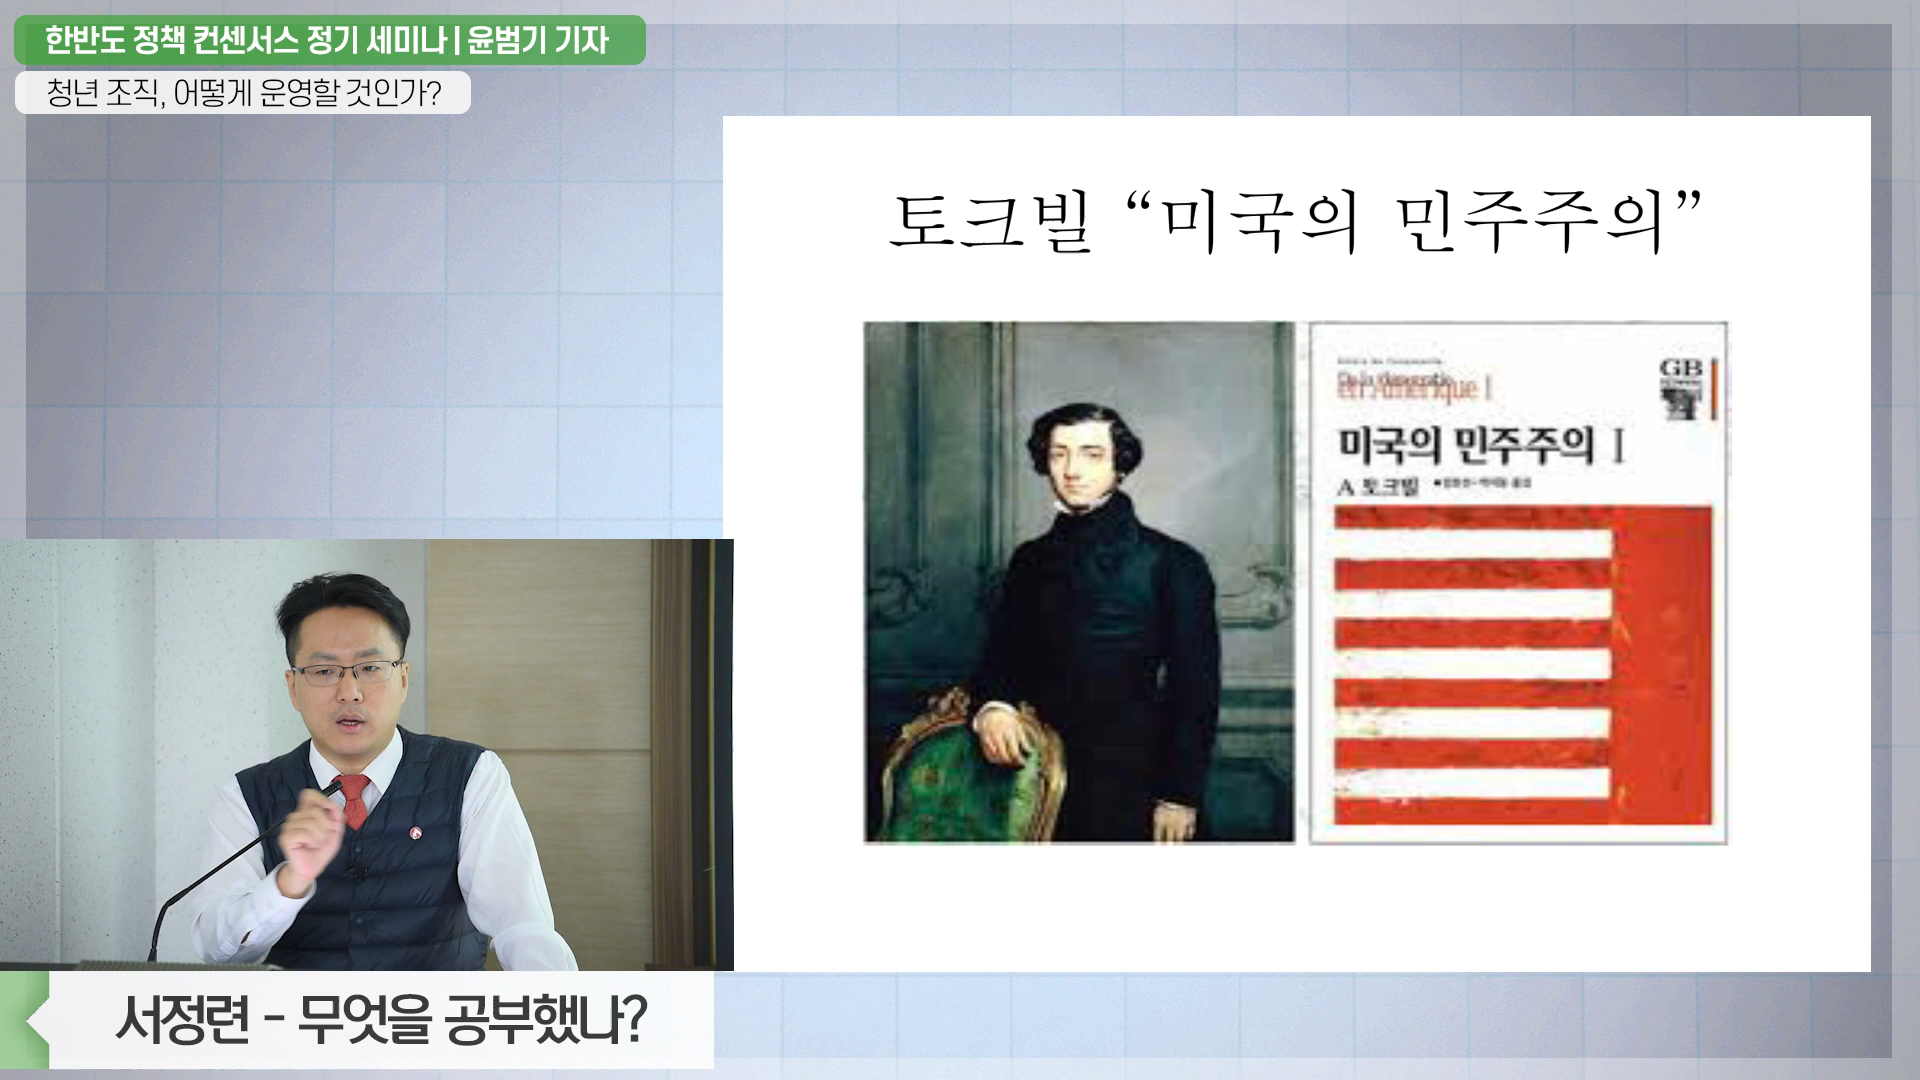 한반도 정책 컨센서스 정기 세미나 | 윤범기 기자
청년 조직, 어떻게 운영할 것인가?
토크빌 “미국의 민주주의”
en Amérique I
GB
미국의 민주주의 I
A 토크빌
서정련 - 무엇을 공부했나?